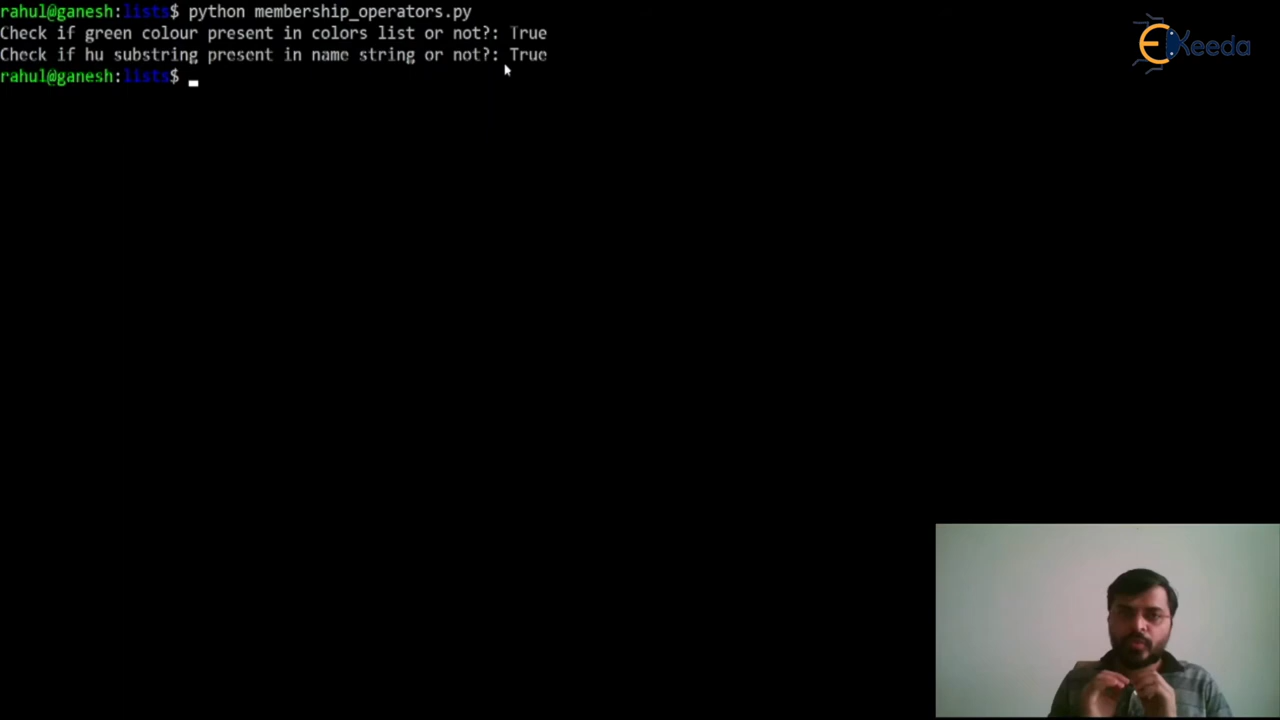 rahul@ganesh:lists$ python membership_operators.py
Check if green colour present in colors list or not?: True
Check if hu substring present in name string or not?: True
rahul@ganesh:lists$
EKeeda